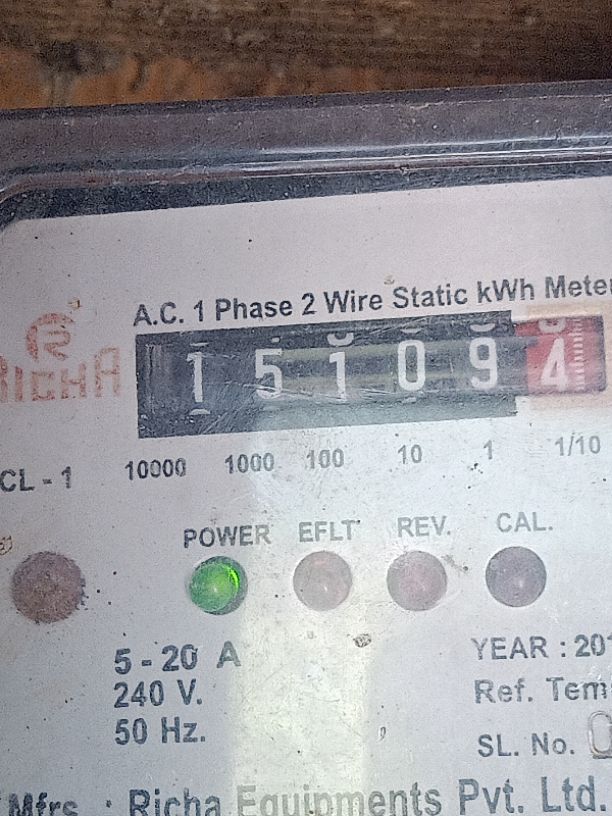 A.C. 1 Phase 2 Wire Static kWh Meter
RICHA
1 5 1 0 9 4
CL - 1 10000 1000 100 10 1 1/10
POWER EFLT REV. CAL.
5 - 20 A
240 V.
50 Hz.
YEAR : 201
Ref. Tem
SL. No. 0
Mfrs. : Richa Equipments Pvt. Ltd.